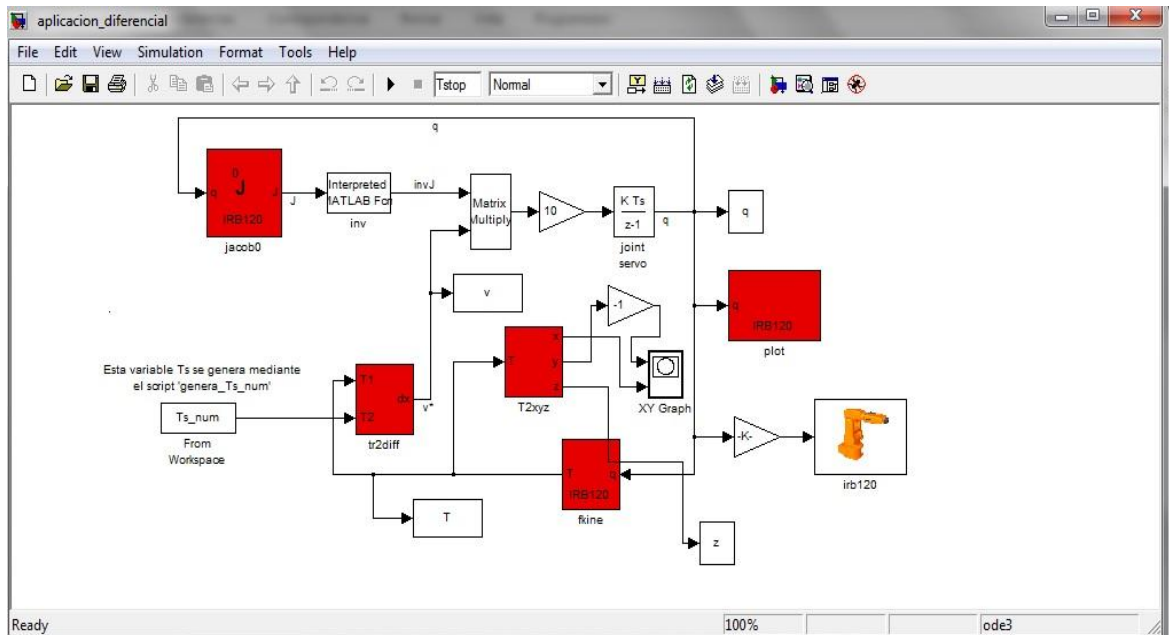 aplicacion_diferencial
File Edit View Simulation Format Tools Help
Tstop Normal
q
q
0
J
J
IRB120
jacob0
J
Interpreted
MATLAB Fcn
inv
invJ
Matrix
Multiply
10
K Ts
z-1
joint
servo
q
q
v
-1
q
IRB120
plot
Esta variable Ts se genera mediante
el script 'genera_Ts_num'
Ts_num
From
Workspace
T1
T2
dx
tr2diff
v*
T
x
y
z
T2xyz
XY Graph
-K-
irb120
T
q
IRB120
fkine
T
z
Ready 100% ode3